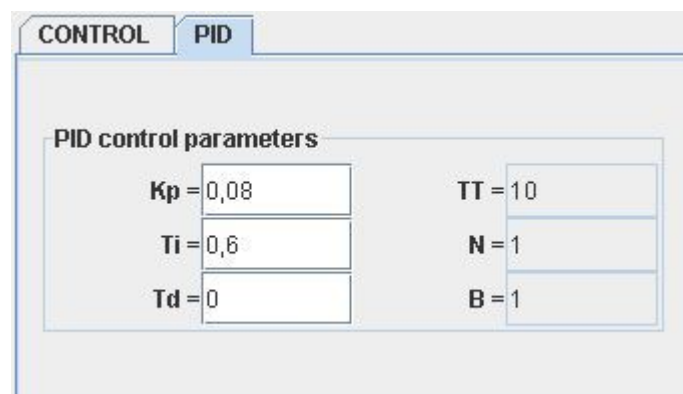 CONTROL PID
PID control parameters
Kp = 0,08 TT = 10
Ti = 0,6 N = 1
Td = 0 B = 1